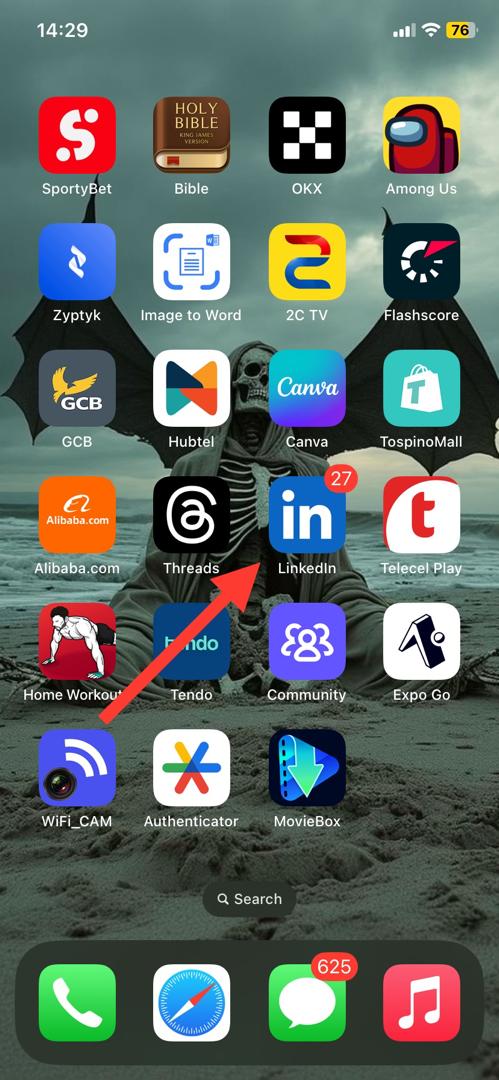 14:29
76
HOLY
BIBLE
KING JAMES
VERSION
SportyBet
Bible
OKX
Among Us
Zyptyk
Image to Word
2C TV
Flashscore
GCB
Canva
T
GCB
Hubtel
Canva
TospinoMall
27
Alibaba.com
in
t
Alibaba.com
Threads
LinkedIn
Telecel Play
Home Workout
Tendo
Community
Expo Go
WiFi_CAM
Authenticator
MovieBox
Search
625